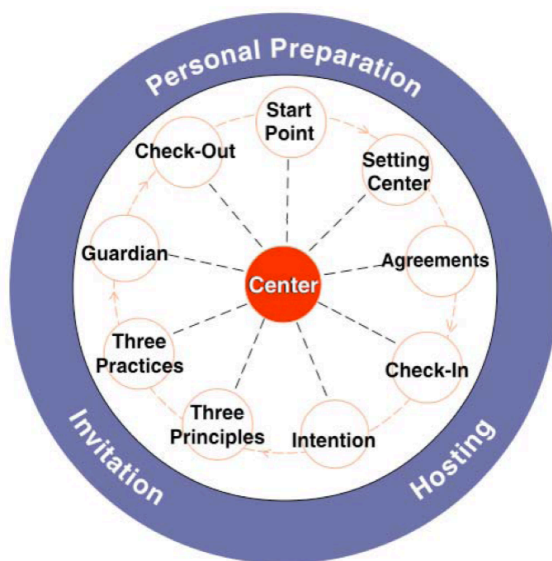 Personal Preparation
Start
Point
Setting
Center
Agreements
Check-In
Intention
Three
Principles
Three
Practices
Guardian
Check-Out
Center
Hosting
Invitation